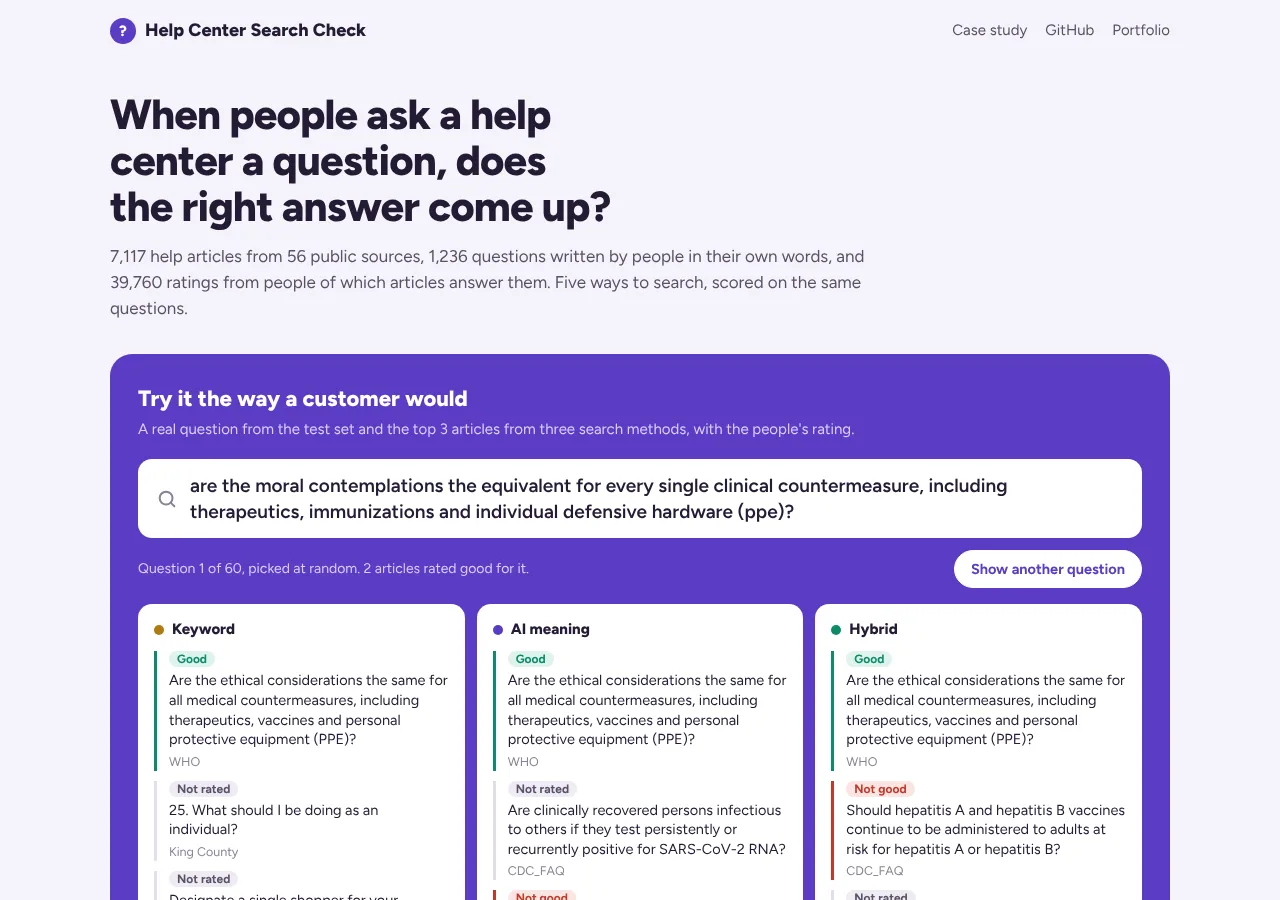 ? Help Center Search Check
Case study GitHub Portfolio
When people ask a help
center a question, does
the right answer come up?
7,117 help articles from 56 public sources, 1,236 questions written by people in their own words, and
39,760 ratings from people of which articles answer them. Five ways to search, scored on the same
questions.
Try it the way a customer would
A real question from the test set and the top 3 articles from three search methods, with the people's rating.
are the moral contemplations the equivalent for every single clinical countermeasure, including
therapeutics, immunizations and individual defensive hardware (ppe)?
Question 1 of 60, picked at random. 2 articles rated good for it.
Show another question
Keyword
Good
Are the ethical considerations the same for
all medical countermeasures, including
therapeutics, vaccines and personal
protective equipment (PPE)?
WHO
Not rated
25. What should I be doing as an
individual?
King County
Not rated
Designate a single shopper for your
AI meaning
Good
Are the ethical considerations the same for
all medical countermeasures, including
therapeutics, vaccines and personal
protective equipment (PPE)?
WHO
Not rated
Are clinically recovered persons infectious
to others if they test persistently or
recurrently positive for SARS-CoV-2 RNA?
CDC_FAQ
Not good
Hybrid
Good
Are the ethical considerations the same for
all medical countermeasures, including
therapeutics, vaccines and personal
protective equipment (PPE)?
WHO
Not good
Should hepatitis A and hepatitis B vaccines
continue to be administered to adults at
risk for hepatitis A or hepatitis B?
CDC_FAQ
Not rated